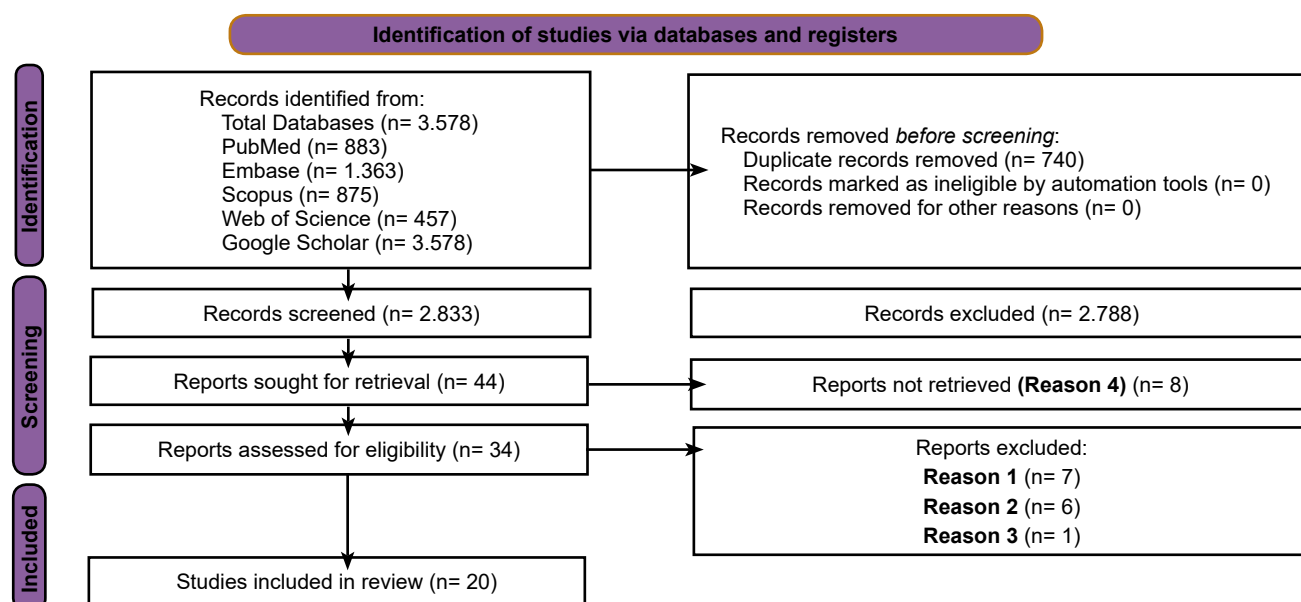 Identification of studies via databases and registers
Identification
Records identified from:
Total Databases (n= 3.578)
PubMed (n= 883)
Embase (n= 1.363)
Scopus (n= 875)
Web of Science (n= 457)
Google Scholar (n= 3.578)
Records removed before screening:
Duplicate records removed (n= 740)
Records marked as ineligible by automation tools (n= 0)
Records removed for other reasons (n= 0)
Screening
Records screened (n= 2.833)
Records excluded (n= 2.788)
Reports sought for retrieval (n= 44)
Reports not retrieved (Reason 4) (n= 8)
Reports assessed for eligibility (n= 34)
Reports excluded:
Reason 1 (n= 7)
Reason 2 (n= 6)
Reason 3 (n= 1)
Included
Studies included in review (n= 20)